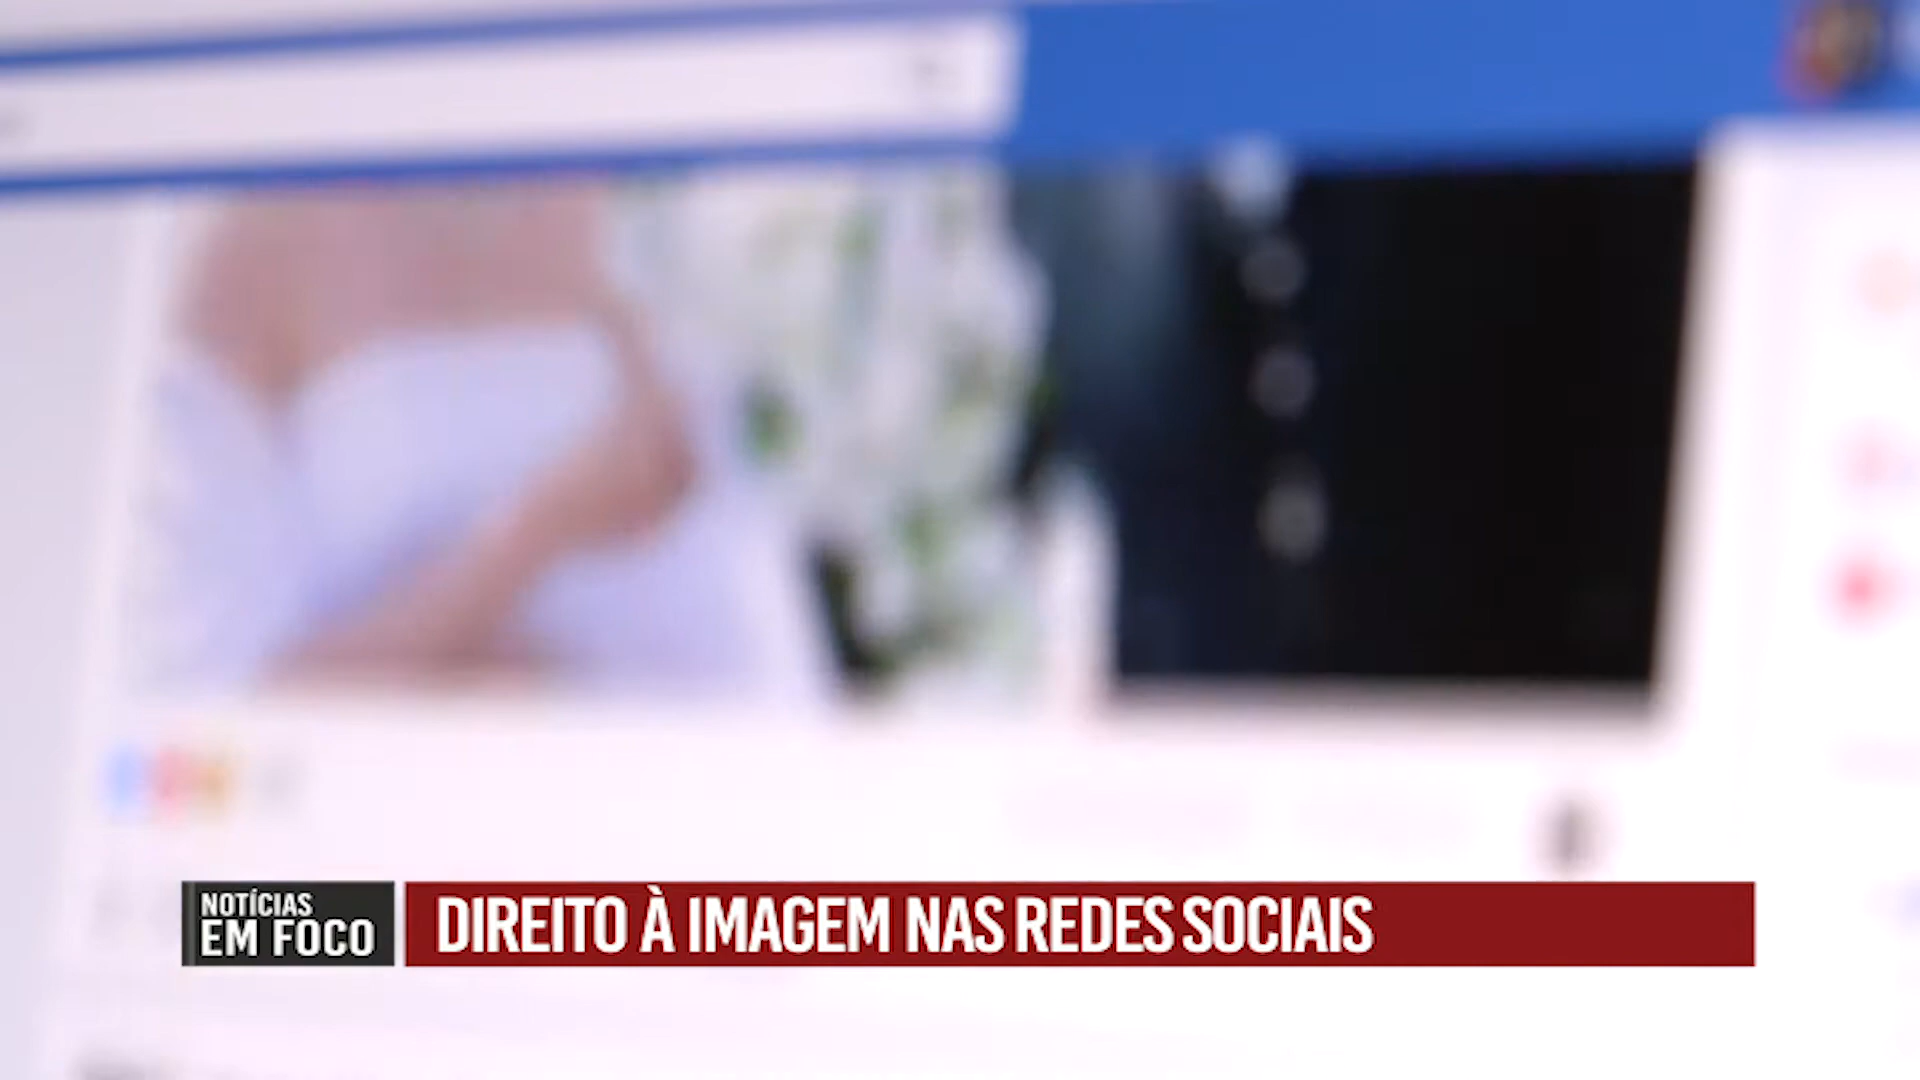 NOTÍCIAS
EM FOCO
DIREITO À IMAGEM NAS REDES SOCIAIS